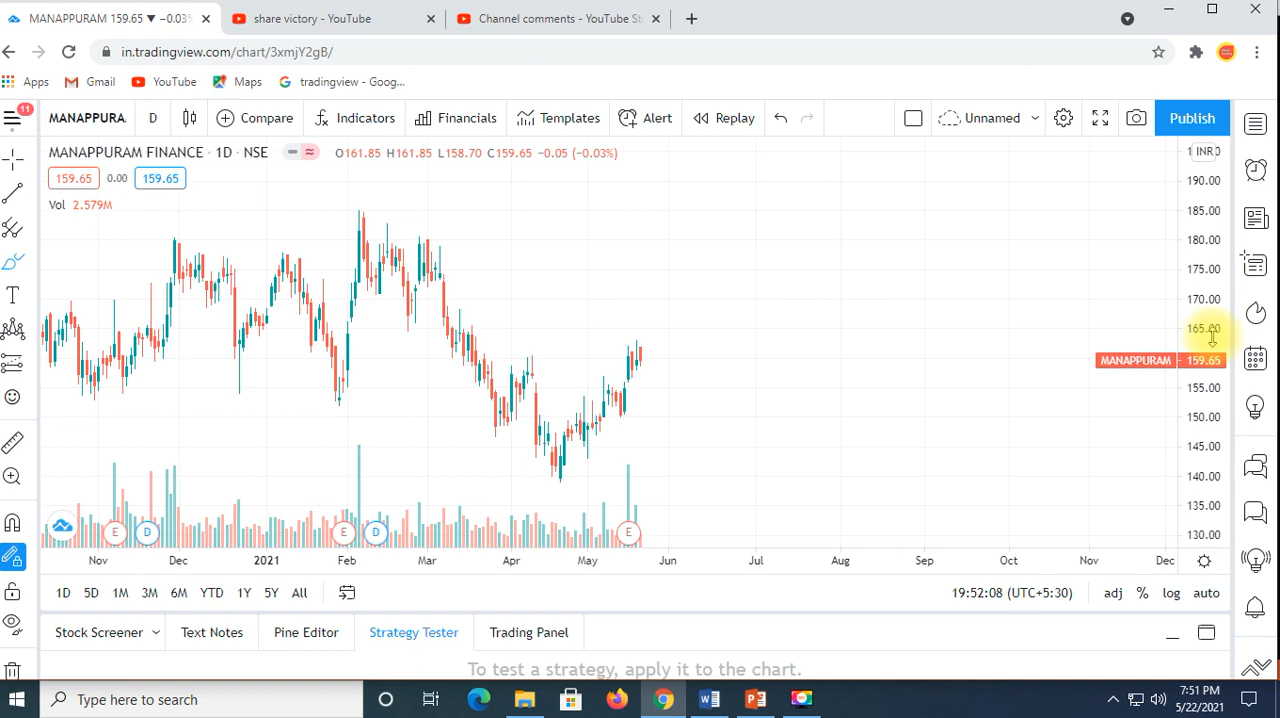 MANAPPURAM 159.65 ▼ −0.03%
share victory - YouTube
Channel comments - YouTube St
in.tradingview.com/chart/3xmjY2gB/
Apps
Gmail
YouTube
Maps
tradingview - Goog...
11
MANAPPURA
D
Compare
Indicators
Financials
Templates
Alert
Replay
Unnamed
Publish
MANAPPURAM FINANCE · 1D · NSE
O161.85 H161.85 L158.70 C159.65 −0.05 (−0.03%)
INR
159.65
0.00
159.65
Vol 2.579M
190.00
185.00
180.00
175.00
170.00
165.00
MANAPPURAM 159.65
155.00
150.00
145.00
140.00
135.00
130.00
E
D
E
D
E
Nov
Dec
2021
Feb
Mar
Apr
May
Jun
Jul
Aug
Sep
Oct
Nov
Dec
1D
5D
1M
3M
6M
YTD
1Y
5Y
All
19:52:08 (UTC+5:30)
adj
%
log
auto
Stock Screener
Text Notes
Pine Editor
Strategy Tester
Trading Panel
To test a strategy, apply it to the chart.
Type here to search
7:51 PM
5/22/2021